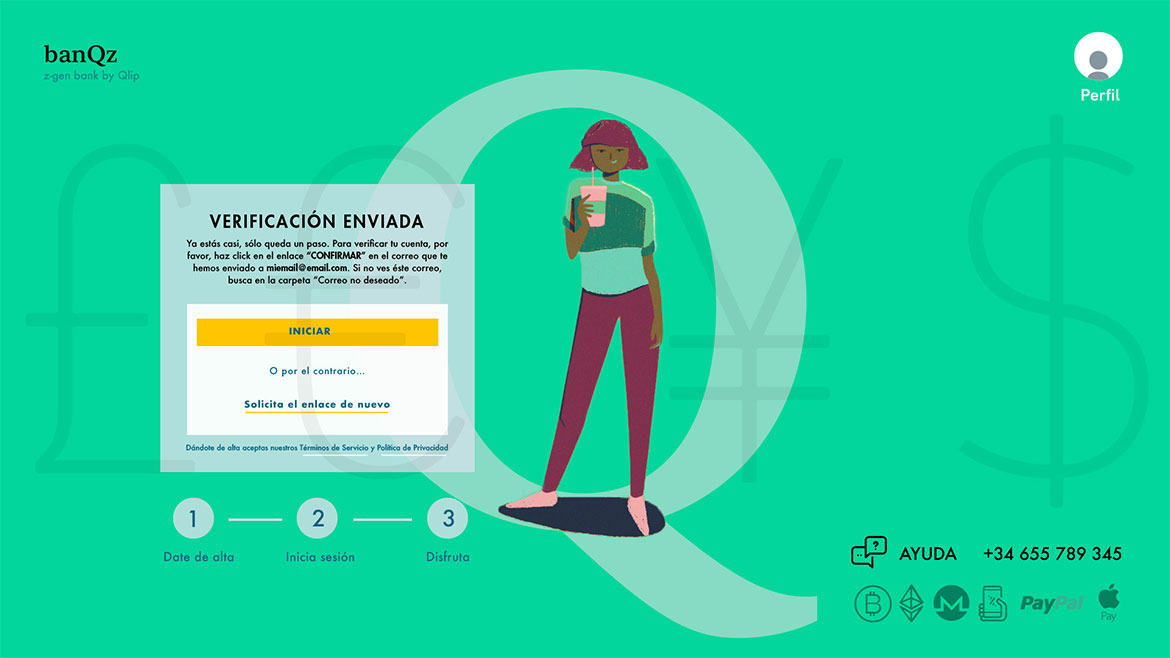 banQz
z-gen bank by Qlip
Perfil
£ € ¥ $
Q
VERIFICACIÓN ENVIADA
Ya estás casi, sólo queda un paso. Para verificar tu cuenta, por
favor, haz click en el enlace “CONFIRMAR” en el correo que te
hemos enviado a miemail@email.com. Si no ves éste correo,
busca en la carpeta “Correo no deseado”.
INICIAR
O por el contrario...
Solicita el enlace de nuevo
Dándote de alta aceptas nuestros Términos de Servicio y Política de Privacidad
1 2 3
Date de alta Inicia sesión Disfruta
AYUDA +34 655 789 345
PayPal
Pay